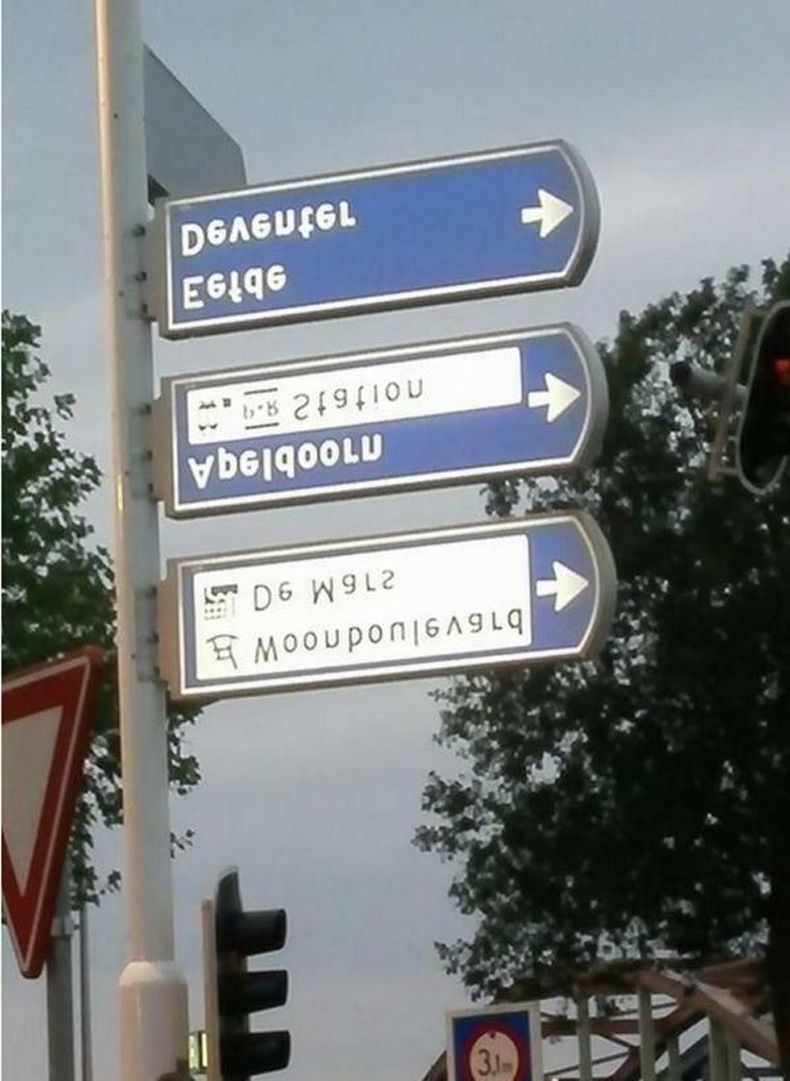 Deventer
Eefde
P+R Station
Apeldoorn
De Mars
Woonboulevard
3,1m